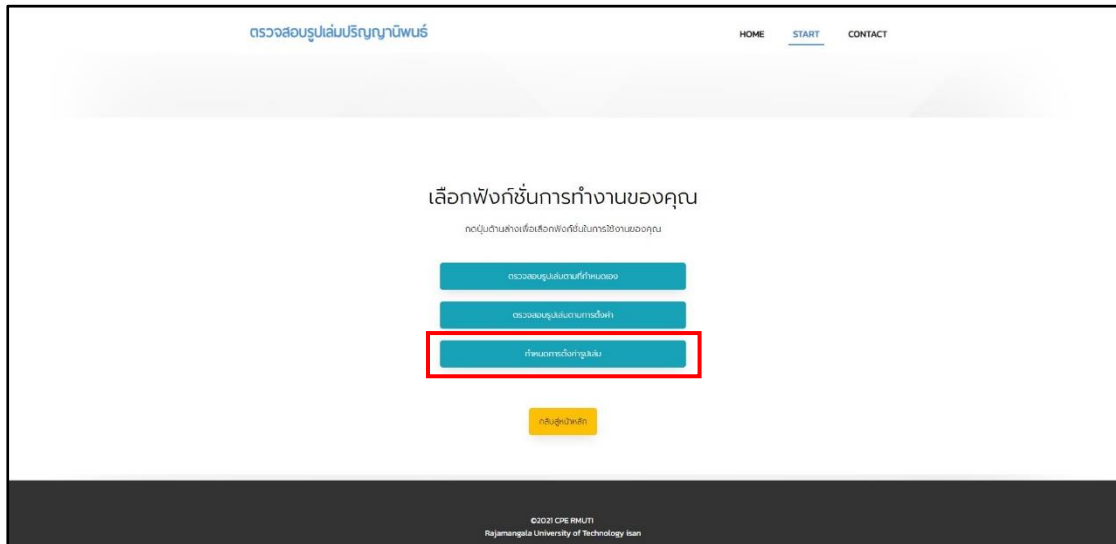 ตรวจสอบรูปเล่มปริญญานิพนธ์
HOME START CONTACT
เลือกฟังก์ชั่นการทำงานของคุณ
กดปุ่มด้านล่างเพื่อเลือกฟังก์ชั่นในการใช้งานของคุณ
ตรวจสอบรูปเล่มตามที่กำหนดเอง
ตรวจสอบรูปเล่มตามการตั้งค่า
กำหนดการตั้งค่ารูปเล่ม
กลับสู่หน้าหลัก
©2021 CPE RMUTI
Rajamangala University of Technology Isan